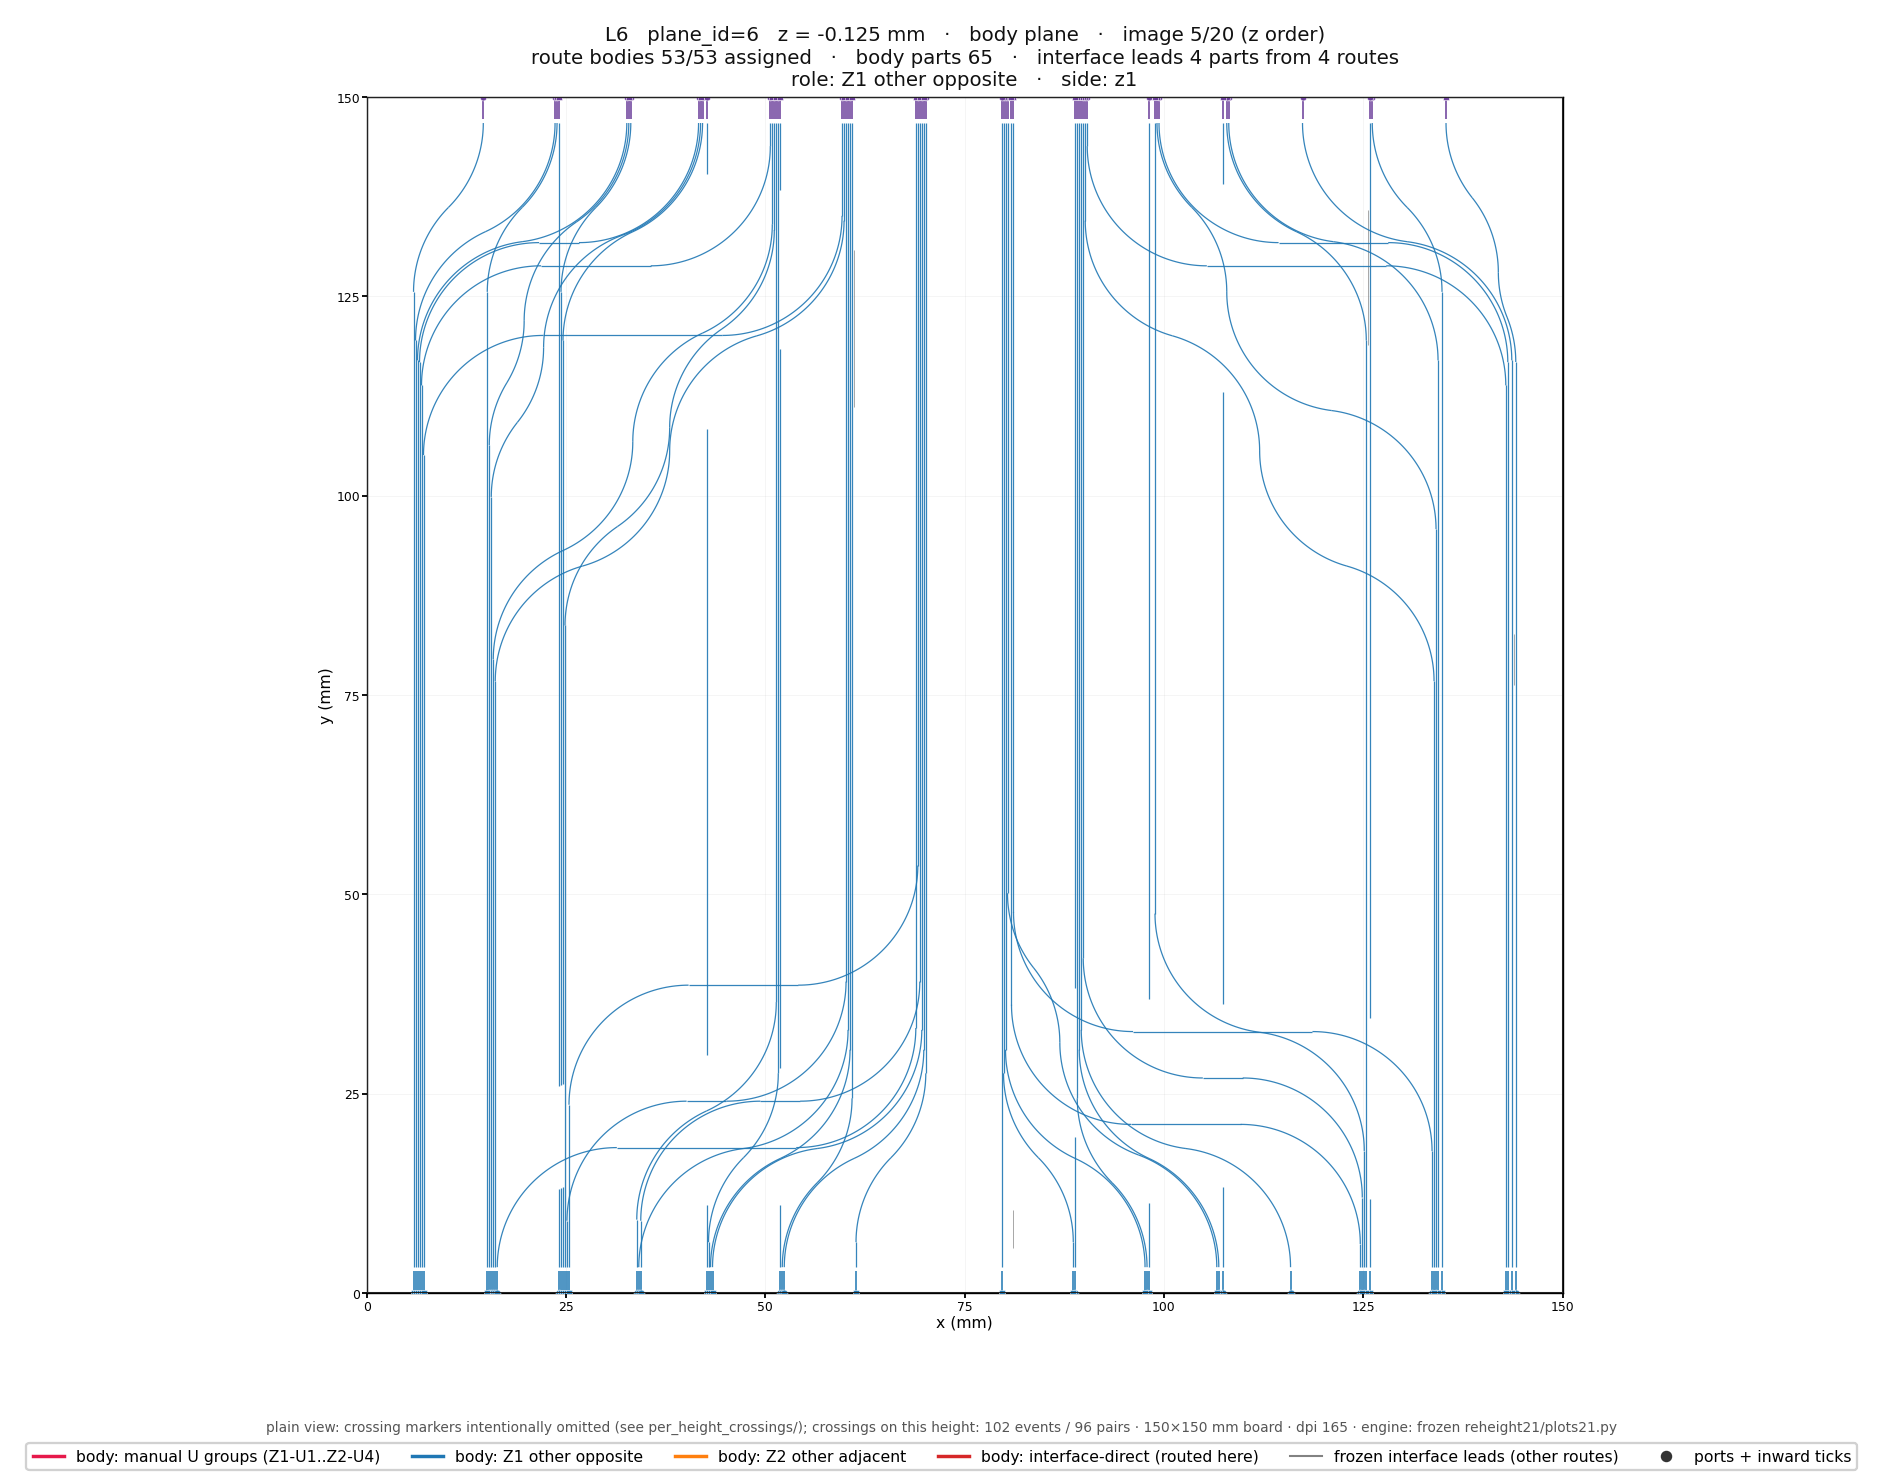 L6   plane_id=6   z = -0.125 mm   ·   body plane   ·   image 5/20 (z order)
route bodies 53/53 assigned   ·   body parts 65   ·   interface leads 4 parts from 4 routes
role: Z1 other opposite   ·   side: z1
150
125
100
75
50
25
0
y (mm)
0 25 50 75 100 125 150
x (mm)
plain view: crossing markers intentionally omitted (see per_height_crossings/); crossings on this height: 102 events / 96 pairs · 150×150 mm board · dpi 165 · engine: frozen reheight21/plots21.py
body: manual U groups (Z1-U1..Z2-U4) body: Z1 other opposite body: Z2 other adjacent body: interface-direct (routed here) frozen interface leads (other routes) ports + inward ticks